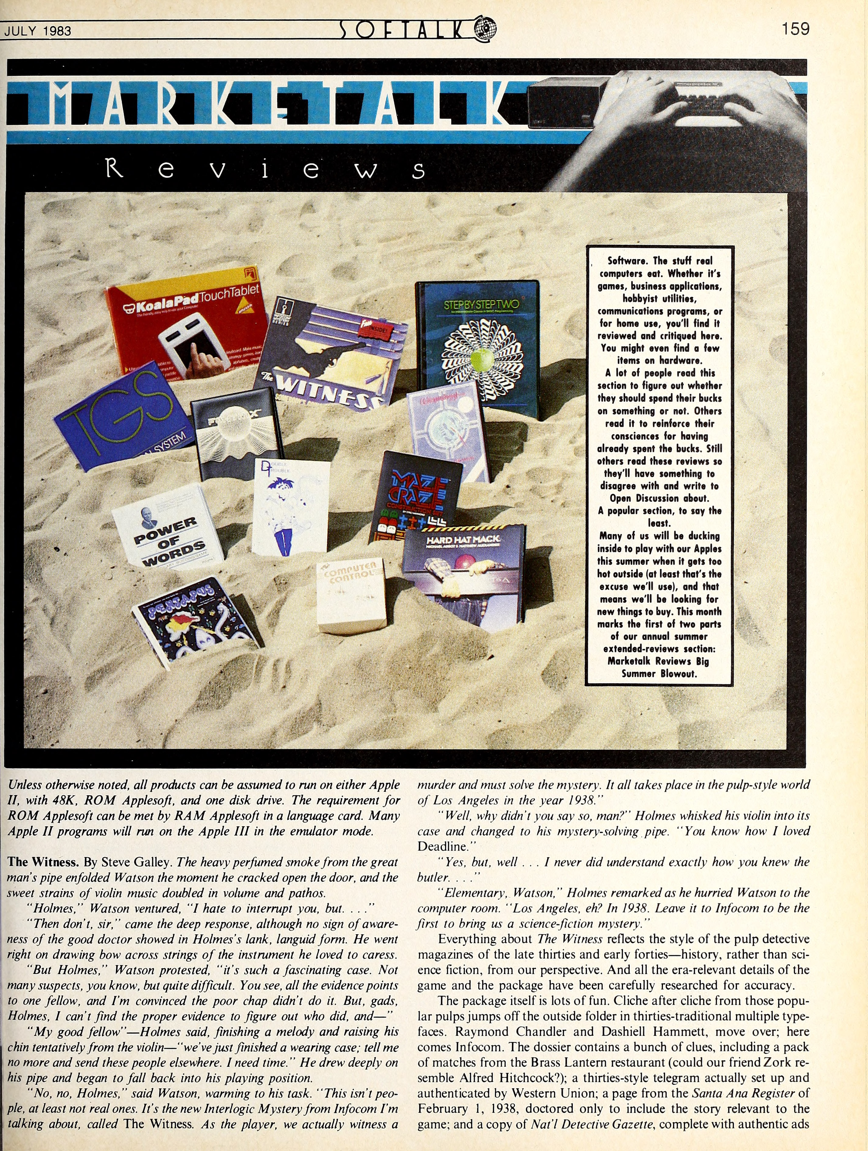 JULY 1983
SOFTALK
159
MARKETALK
Reviews
KoalaPad TouchTablet
INSIDE!
The WITNESS
STEP BY STEP TWO
TGS
N SYSTEM
POWER
OF
WORDS
MAZE
CRAZE
HARD HAT MACK
COMPUTER
CONTROL
Software. The stuff real
computers eat. Whether it's
games, business applications,
hobbyist utilities,
communications programs, or
for home use, you'll find it
reviewed and critiqued here.
You might even find a few
items on hardware.
A lot of people read this
section to figure out whether
they should spend their bucks
on something or not. Others
read it to reinforce their
consciences for having
already spent the bucks. Still
others read these reviews so
they'll have something to
disagree with and write to
Open Discussion about.
A popular section, to say the
least.
Many of us will be ducking
inside to play with our Apples
this summer when it gets too
hot outside (at least that's the
excuse we'll use), and that
means we'll be looking for
new things to buy. This month
marks the first of two parts
of our annual summer
extended-reviews section:
Marketalk Reviews Big
Summer Blowout.
Unless otherwise noted, all products can be assumed to run on either Apple
II, with 48K, ROM Applesoft, and one disk drive. The requirement for
ROM Applesoft can be met by RAM Applesoft in a language card. Many
Apple II programs will run on the Apple III in the emulator mode.
The Witness. By Steve Galley. The heavy perfumed smoke from the great
man's pipe enfolded Watson the moment he cracked open the door, and the
sweet strains of violin music doubled in volume and pathos.
"Holmes," Watson ventured, "I hate to interrupt you, but. . . ."
"Then don't, sir," came the deep response, although no sign of aware-
ness of the good doctor showed in Holmes's lank, languid form. He went
right on drawing bow across strings of the instrument he loved to caress.
"But Holmes," Watson protested, "it's such a fascinating case. Not
many suspects, you know, but quite difficult. You see, all the evidence points
to one fellow, and I'm convinced the poor chap didn't do it. But, gads,
Holmes, I can't find the proper evidence to figure out who did, and—"
"My good fellow"—Holmes said, finishing a melody and raising his
chin tentatively from the violin—"we've just finished a wearing case; tell me
no more and send these people elsewhere. I need time." He drew deeply on
his pipe and began to fall back into his playing position.
"No, no, Holmes," said Watson, warming to his task. "This isn't peo-
ple, at least not real ones. It's the new Interlogic Mystery from Infocom I'm
talking about, called The Witness. As the player, we actually witness a
murder and must solve the mystery. It all takes place in the pulp-style world
of Los Angeles in the year 1938."
"Well, why didn't you say so, man?" Holmes whisked his violin into its
case and changed to his mystery-solving pipe. "You know how I loved
Deadline."
"Yes, but, well . . . I never did understand exactly how you knew the
butler. . . ."
"Elementary, Watson," Holmes remarked as he hurried Watson to the
computer room. "Los Angeles, eh? In 1938. Leave it to Infocom to be the
first to bring us a science-fiction mystery."
Everything about The Witness reflects the style of the pulp detective
magazines of the late thirties and early forties—history, rather than sci-
ence fiction, from our perspective. And all the era-relevant details of the
game and the package have been carefully researched for accuracy.
The package itself is lots of fun. Cliche after cliche from those popu-
lar pulps jumps off the outside folder in thirties-traditional multiple type-
faces. Raymond Chandler and Dashiell Hammett, move over; here
comes Infocom. The dossier contains a bunch of clues, including a pack
of matches from the Brass Lantern restaurant (could our friend Zork re-
semble Alfred Hitchcock?); a thirties-style telegram actually set up and
authenticated by Western Union; a page from the Santa Ana Register of
February 1, 1938, doctored only to include the story relevant to the
game; and a copy of Nat'l Detective Gazette, complete with authentic ads